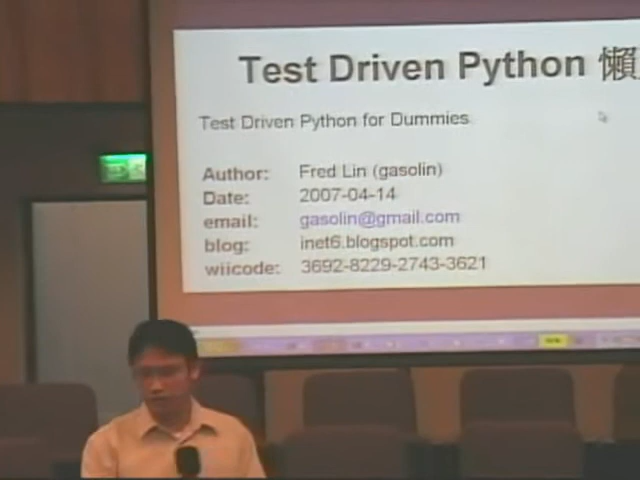 Test Driven Python 懶
Test Driven Python for Dummies
Author: Fred Lin (gasolin)
Date: 2007-04-14
email: gasolin@gmail.com
blog: inet6.blogspot.com
wiicode: 3692-8229-2743-3621